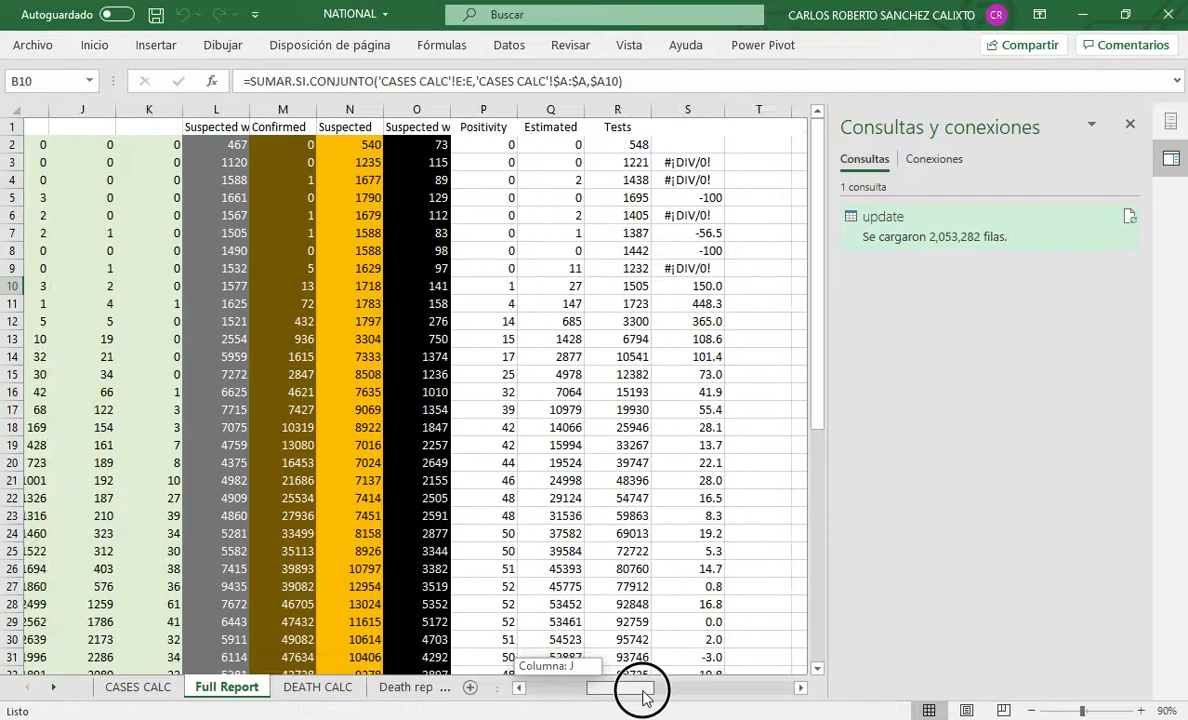 Autoguardado NATIONAL Buscar CARLOS ROBERTO SANCHEZ CALIXTO CR
Archivo Inicio Insertar Dibujar Disposición de página Fórmulas Datos Revisar Vista Ayuda Power Pivot Compartir Comentarios
B10 fx =SUMAR.SI.CONJUNTO('CASES CALC'!E:E,'CASES CALC'!$A:$A,$A10)
J K L M N O P Q R S T
1 Suspected w Confirmed Suspected Suspected w Positivity Estimated Tests
2 0 0 0 467 0 540 73 0 0 548
3 0 0 0 1120 0 1235 115 0 0 1221 #¡DIV/0!
4 0 0 0 1588 1 1677 89 0 2 1438 #¡DIV/0!
5 3 0 0 1661 0 1790 129 0 0 1695 -100
6 2 0 0 1567 1 1679 112 0 2 1405 #¡DIV/0!
7 2 1 0 1505 1 1588 83 0 1 1387 -56.5
8 0 0 0 1490 0 1588 98 0 0 1442 -100
9 0 1 0 1532 5 1629 97 0 11 1232 #¡DIV/0!
10 3 2 0 1577 13 1718 141 1 27 1505 150.0
11 1 4 1 1625 72 1783 158 4 147 1723 448.3
12 5 5 0 1521 432 1797 276 14 685 3300 365.0
13 10 19 0 2554 936 3304 750 15 1428 6794 108.6
14 32 21 0 5959 1615 7333 1374 17 2877 10541 101.4
15 30 34 0 7272 2847 8508 1236 25 4978 12382 73.0
16 42 66 1 6625 4621 7635 1010 32 7064 15193 41.9
17 68 122 3 7715 7427 9069 1354 39 10979 19930 55.4
18 169 154 3 7075 10319 8922 1847 42 14066 25946 28.1
19 428 161 7 4759 13080 7016 2257 42 15994 33267 13.7
20 723 189 8 4375 16453 7024 2649 44 19524 39747 22.1
21 1001 192 10 4982 21686 7137 2155 46 24998 48396 28.0
22 1326 187 27 4909 25534 7414 2505 48 29124 54747 16.5
23 1316 210 39 4860 27936 7451 2591 48 31536 59863 8.3
24 1460 323 34 5281 33499 8158 2877 50 37582 69013 19.2
25 1522 312 30 5582 35113 8926 3344 50 39584 72722 5.3
26 1694 403 38 7415 39893 10797 3382 51 45393 80760 14.7
27 1860 576 36 9435 39082 12954 3519 52 45775 77912 0.8
28 2499 1259 61 7672 46705 13024 5352 52 53452 92848 16.8
29 2562 1786 41 6443 47432 11615 5172 52 53461 92759 0.0
30 2639 2173 32 5911 49082 10614 4703 51 54523 95742 2.0
31 1996 2286 34 6114 47634 10406 4292 50 93746 -3.0
Columna: J
CASES CALC Full Report DEATH CALC Death rep ...
Listo 90%
Consultas y conexiones
Consultas Conexiones
1 consulta
update
Se cargaron 2,053,282 filas.